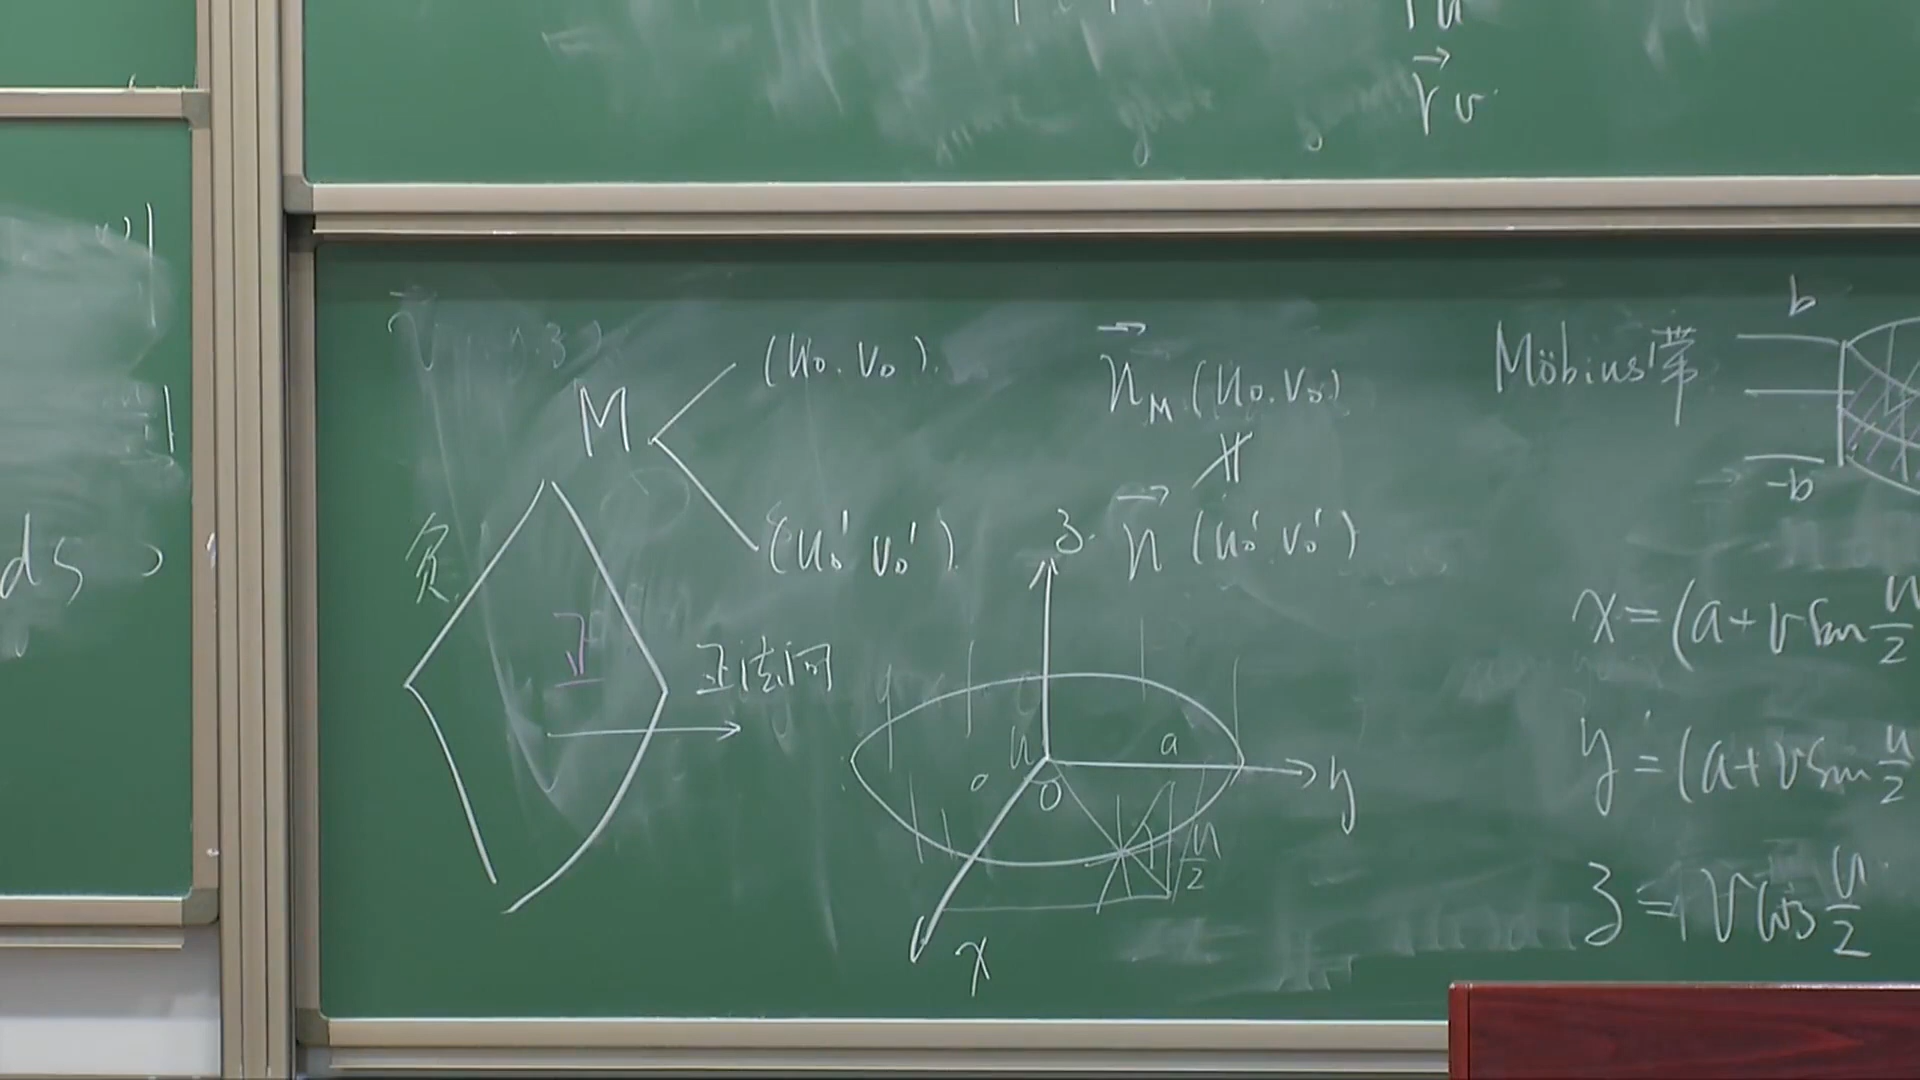 r⃗v
ds
M
(u₀.v₀).
(u₀' v₀')
n⃗_M (u₀.v₀)
∦
n⃗ (u₀' v₀')
负
正
正法向
z
y
x
O
u
a
u/2
Möbius带
b
-b
x=(a+v sin u/2
y=(a+v sin u/2
z=v cos u/2